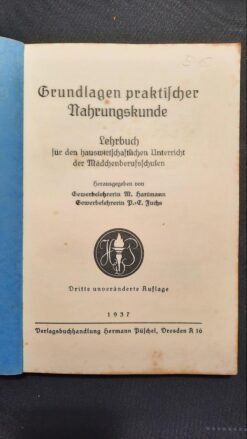 Grundlagen praktischer
Nahrungskunde
Lehrbuch
für den hauswirtschaftlichen Unterricht
der Mädchenberufsschulen
Herausgegeben von
Gewerbelehrerin M. Hartmann
Gewerbelehrerin P.-E. Fuchs
Dritte unveränderte Auflage
1937
Verlagsbuchhandlung Hermann Püschel, Dresden A 16